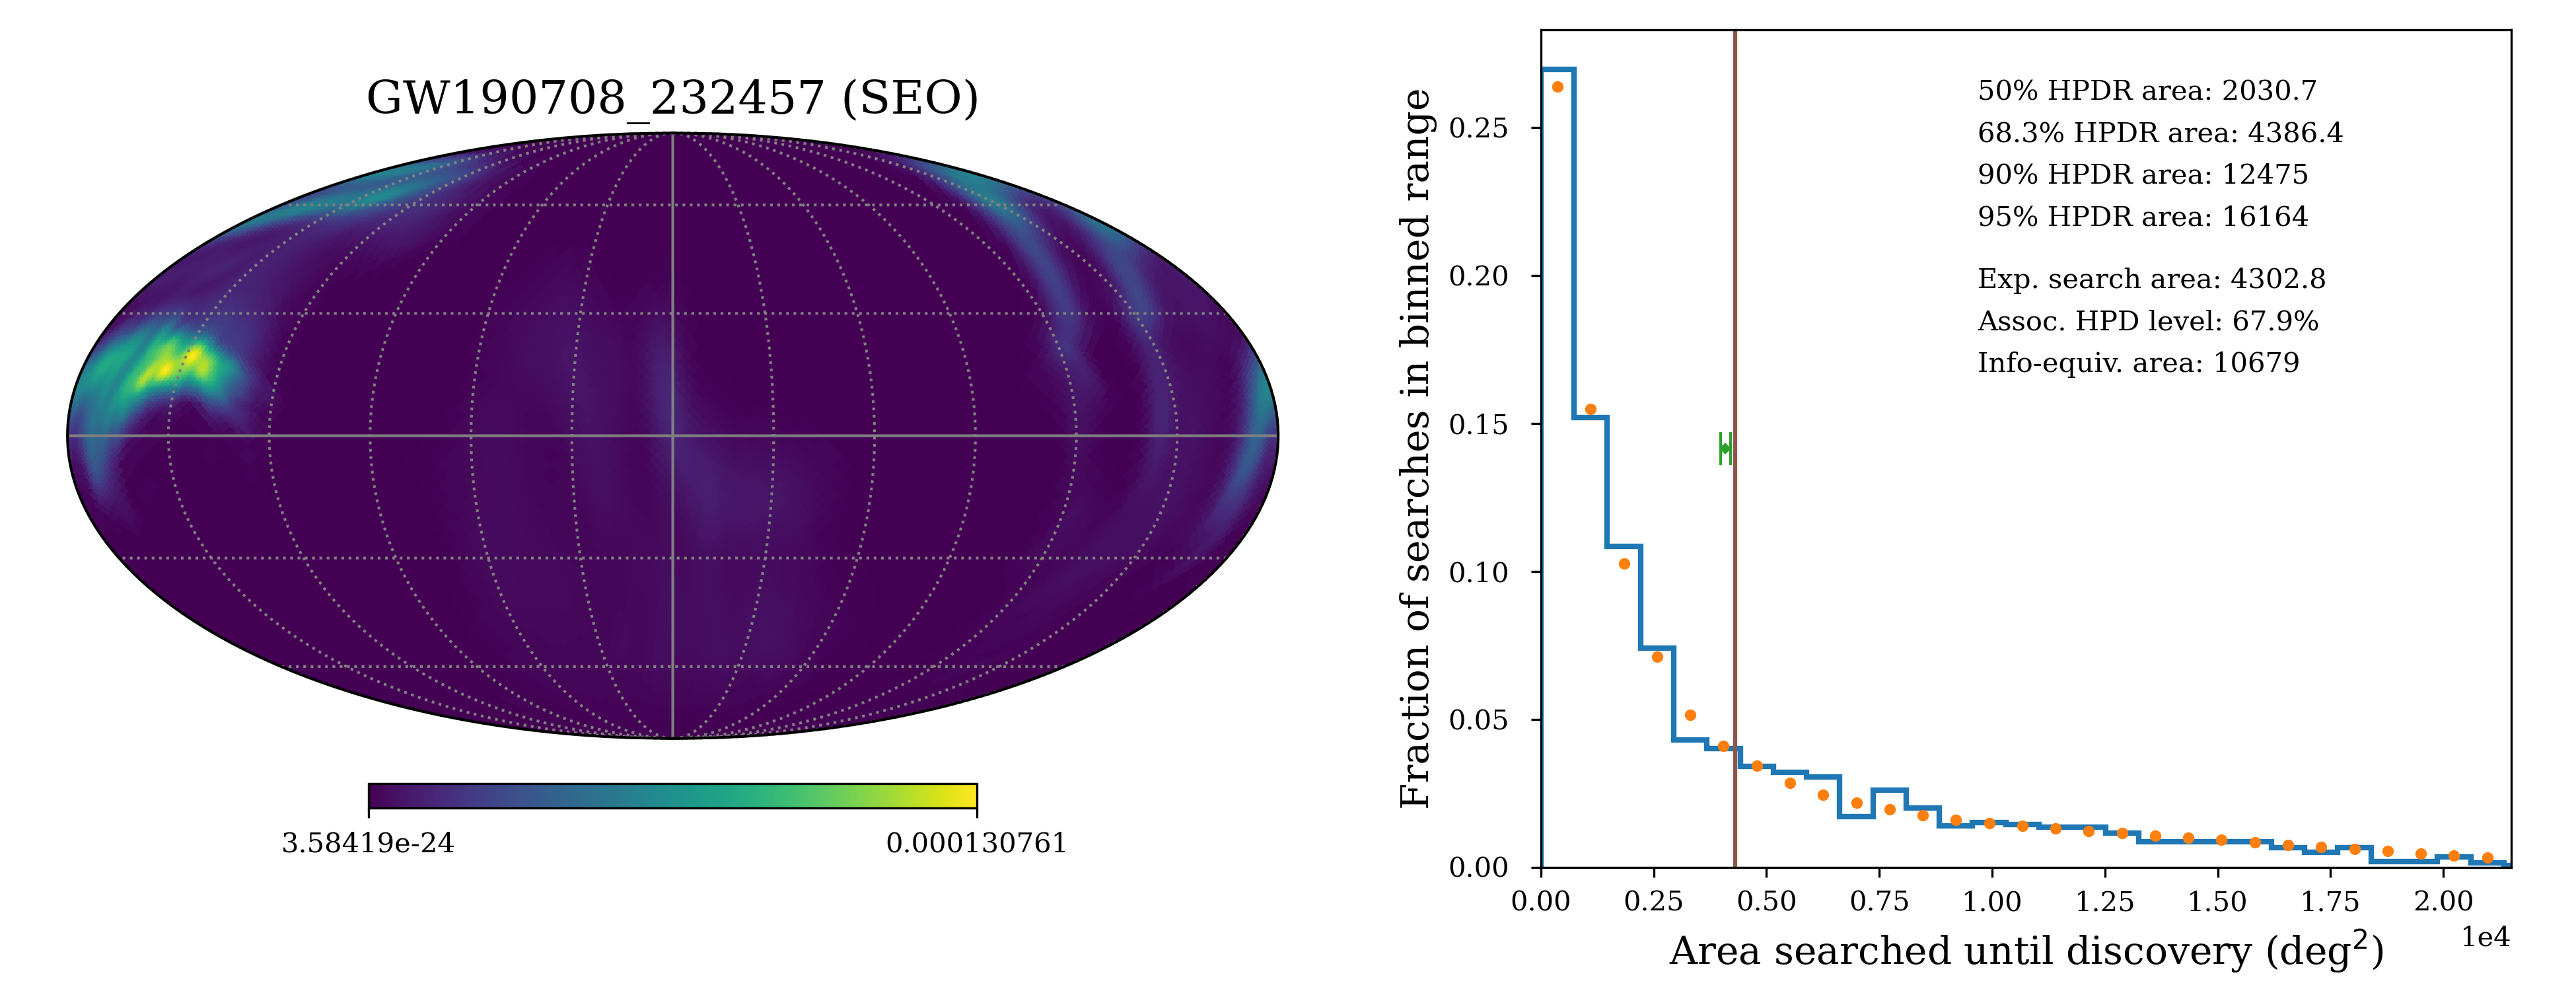 GW190708_232457 (SEO)
3.58419e-24
0.000130761
Fraction of searches in binned range
0.25
0.20
0.15
0.10
0.05
0.00
50% HPDR area: 2030.7
68.3% HPDR area: 4386.4
90% HPDR area: 12475
95% HPDR area: 16164
Exp. search area: 4302.8
Assoc. HPD level: 67.9%
Info-equiv. area: 10679
0.00 0.25 0.50 0.75 1.00 1.25 1.50 1.75 2.00
1e4
Area searched until discovery (deg²)